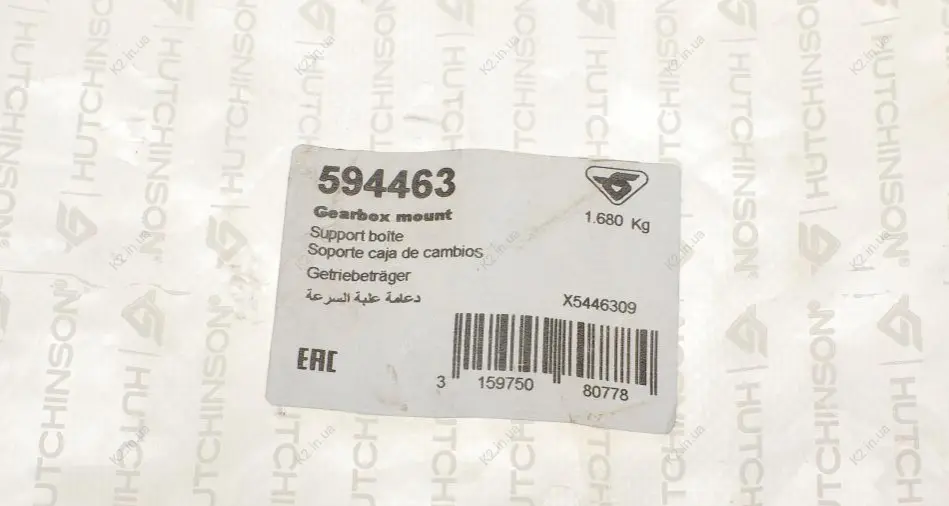 594463
Gearbox mount
Support boîte
Soporte caja de cambios
Getriebeträger
دعامة علبة السرعة
1.680 Kg
X5446309
EAC
3 159750 80778
HUTCHINSON®
K2.in.ua